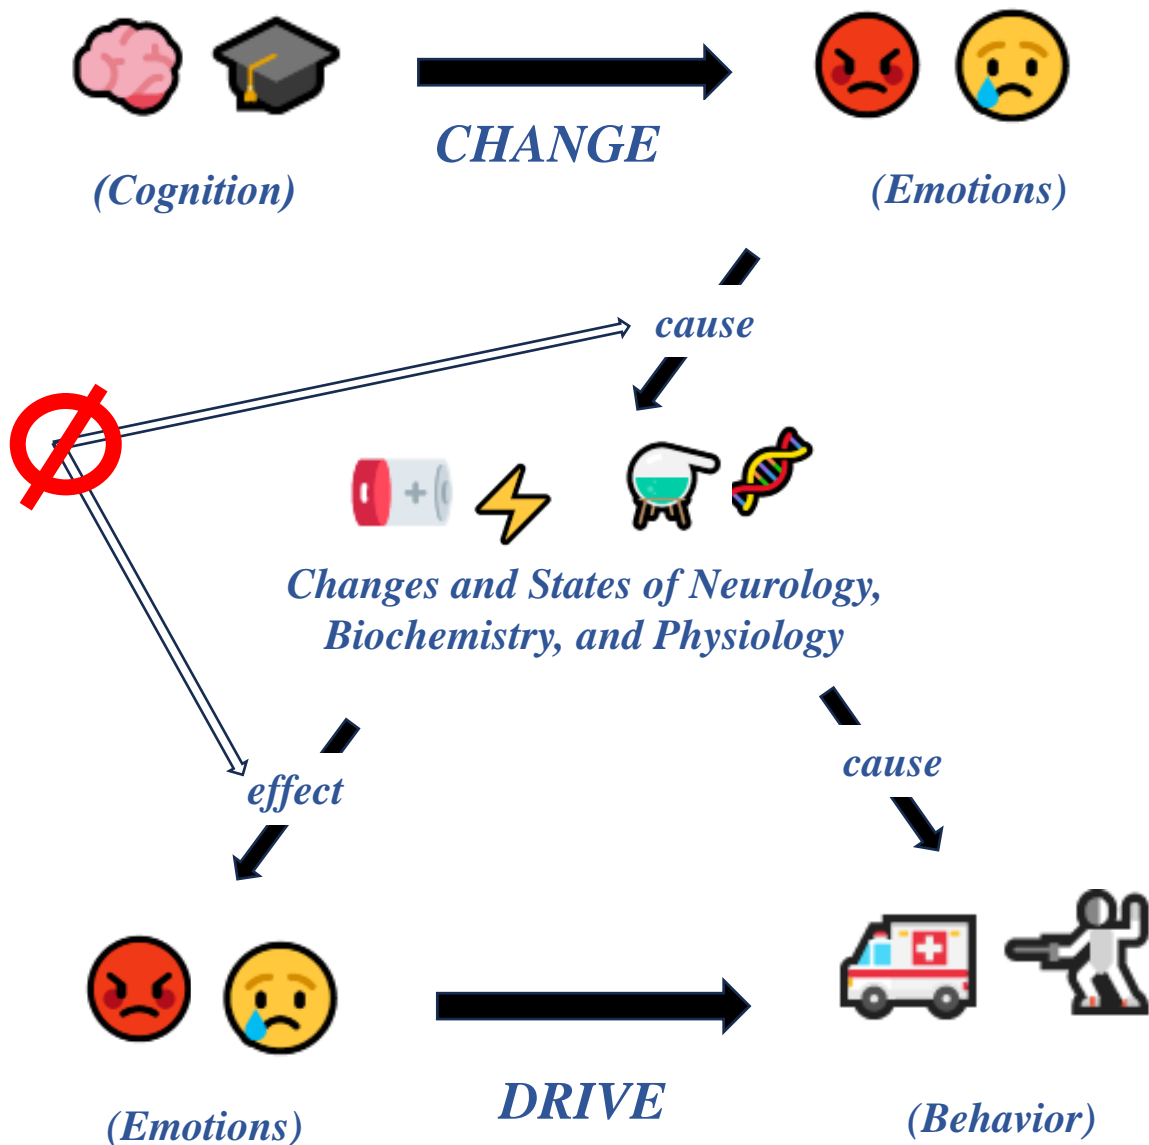 CHANGE
(Cognition)
(Emotions)
cause
Changes and States of Neurology,
Biochemistry, and Physiology
effect
cause
DRIVE
(Emotions)
(Behavior)